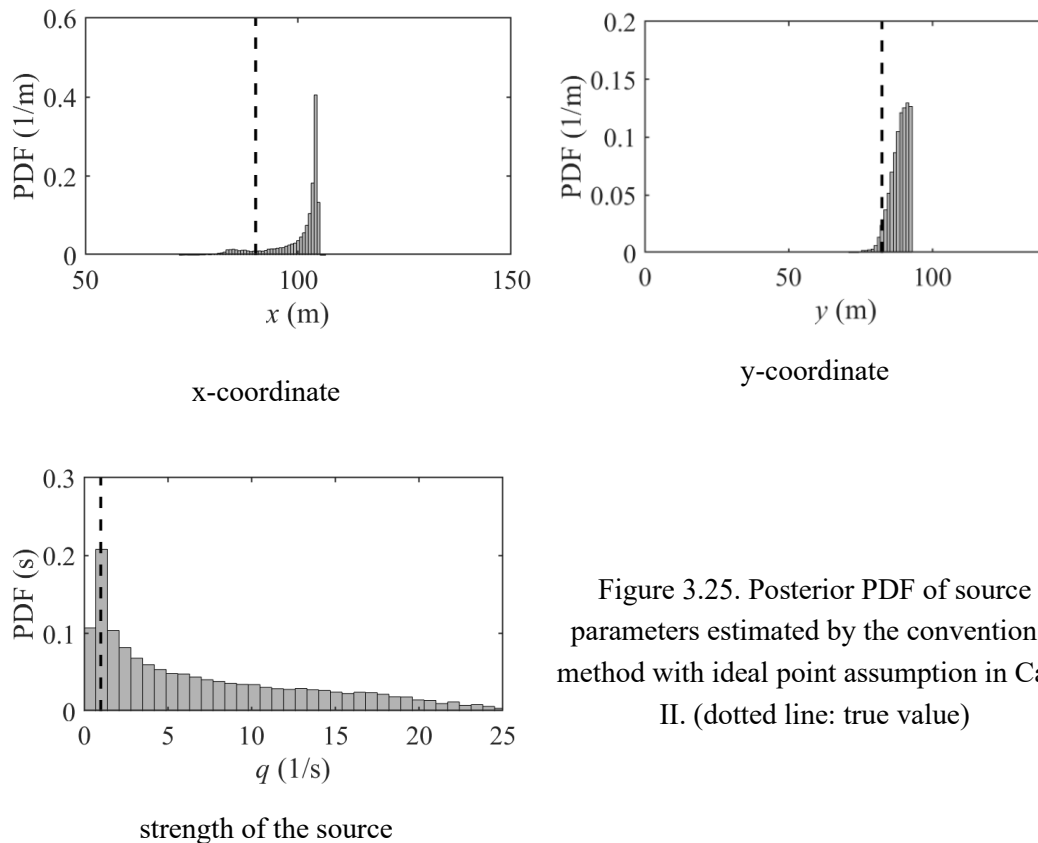 0.6
0.4
0.2
0
PDF (1/m)
50
100
150
x (m)
x-coordinate
0.2
0.15
0.1
0.05
0
PDF (1/m)
0
50
100
y (m)
y-coordinate
0.3
0.2
0.1
0
PDF (s)
0
5
10
15
20
25
q (1/s)
strength of the source
Figure 3.25. Posterior PDF of source
parameters estimated by the convention
method with ideal point assumption in Ca
II. (dotted line: true value)